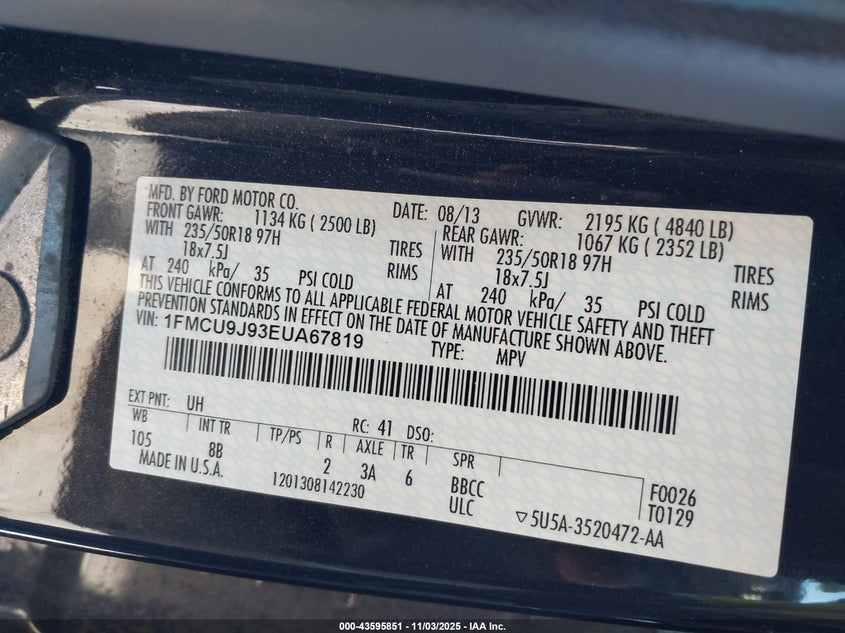 MFD. BY FORD MOTOR CO. DATE: 08/13 GVWR: 2195 KG ( 4840 LB)
FRONT GAWR: 1134 KG ( 2500 LB) REAR GAWR: 1067 KG ( 2352 LB)
WITH 235/50R18 97H TIRES WITH 235/50R18 97H TIRES
18x7.5J RIMS 18x7.5J RIMS
AT 240 kPa/ 35 PSI COLD AT 240 kPa/ 35 PSI COLD
THIS VEHICLE CONFORMS TO ALL APPLICABLE FEDERAL MOTOR VEHICLE SAFETY AND THEFT
PREVENTION STANDARDS IN EFFECT ON THE DATE OF MANUFACTURE SHOWN ABOVE.
VIN: 1FMCU9J93EUA67819 TYPE: MPV
EXT PNT: UH RC: 41 DSO:
WB INT TR TP/PS R AXLE TR SPR
105 8B 2 3A 6 BBCC F0026
MADE IN U.S.A. 1201308142230 ULC ▽5U5A-3520472-AA T0129
000-43595851 - 11/03/2025 - IAA Inc.